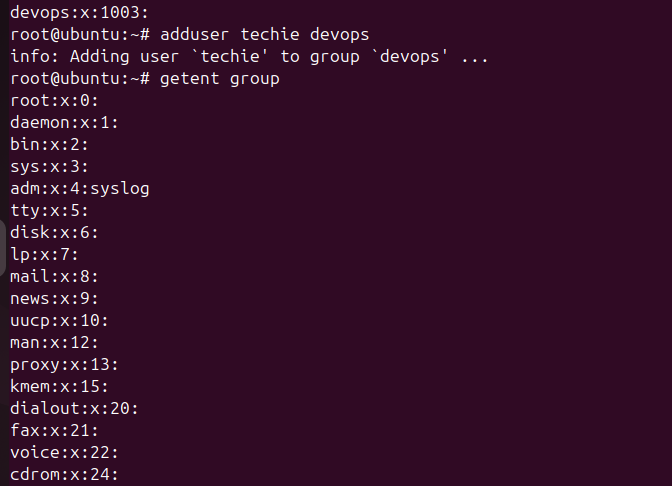 devops:x:1003:
root@ubuntu:~# adduser techie devops
info: Adding user `techie' to group `devops' ...
root@ubuntu:~# getent group
root:x:0:
daemon:x:1:
bin:x:2:
sys:x:3:
adm:x:4:syslog
tty:x:5:
disk:x:6:
lp:x:7:
mail:x:8:
news:x:9:
uucp:x:10:
man:x:12:
proxy:x:13:
kmem:x:15:
dialout:x:20:
fax:x:21:
voice:x:22:
cdrom:x:24: